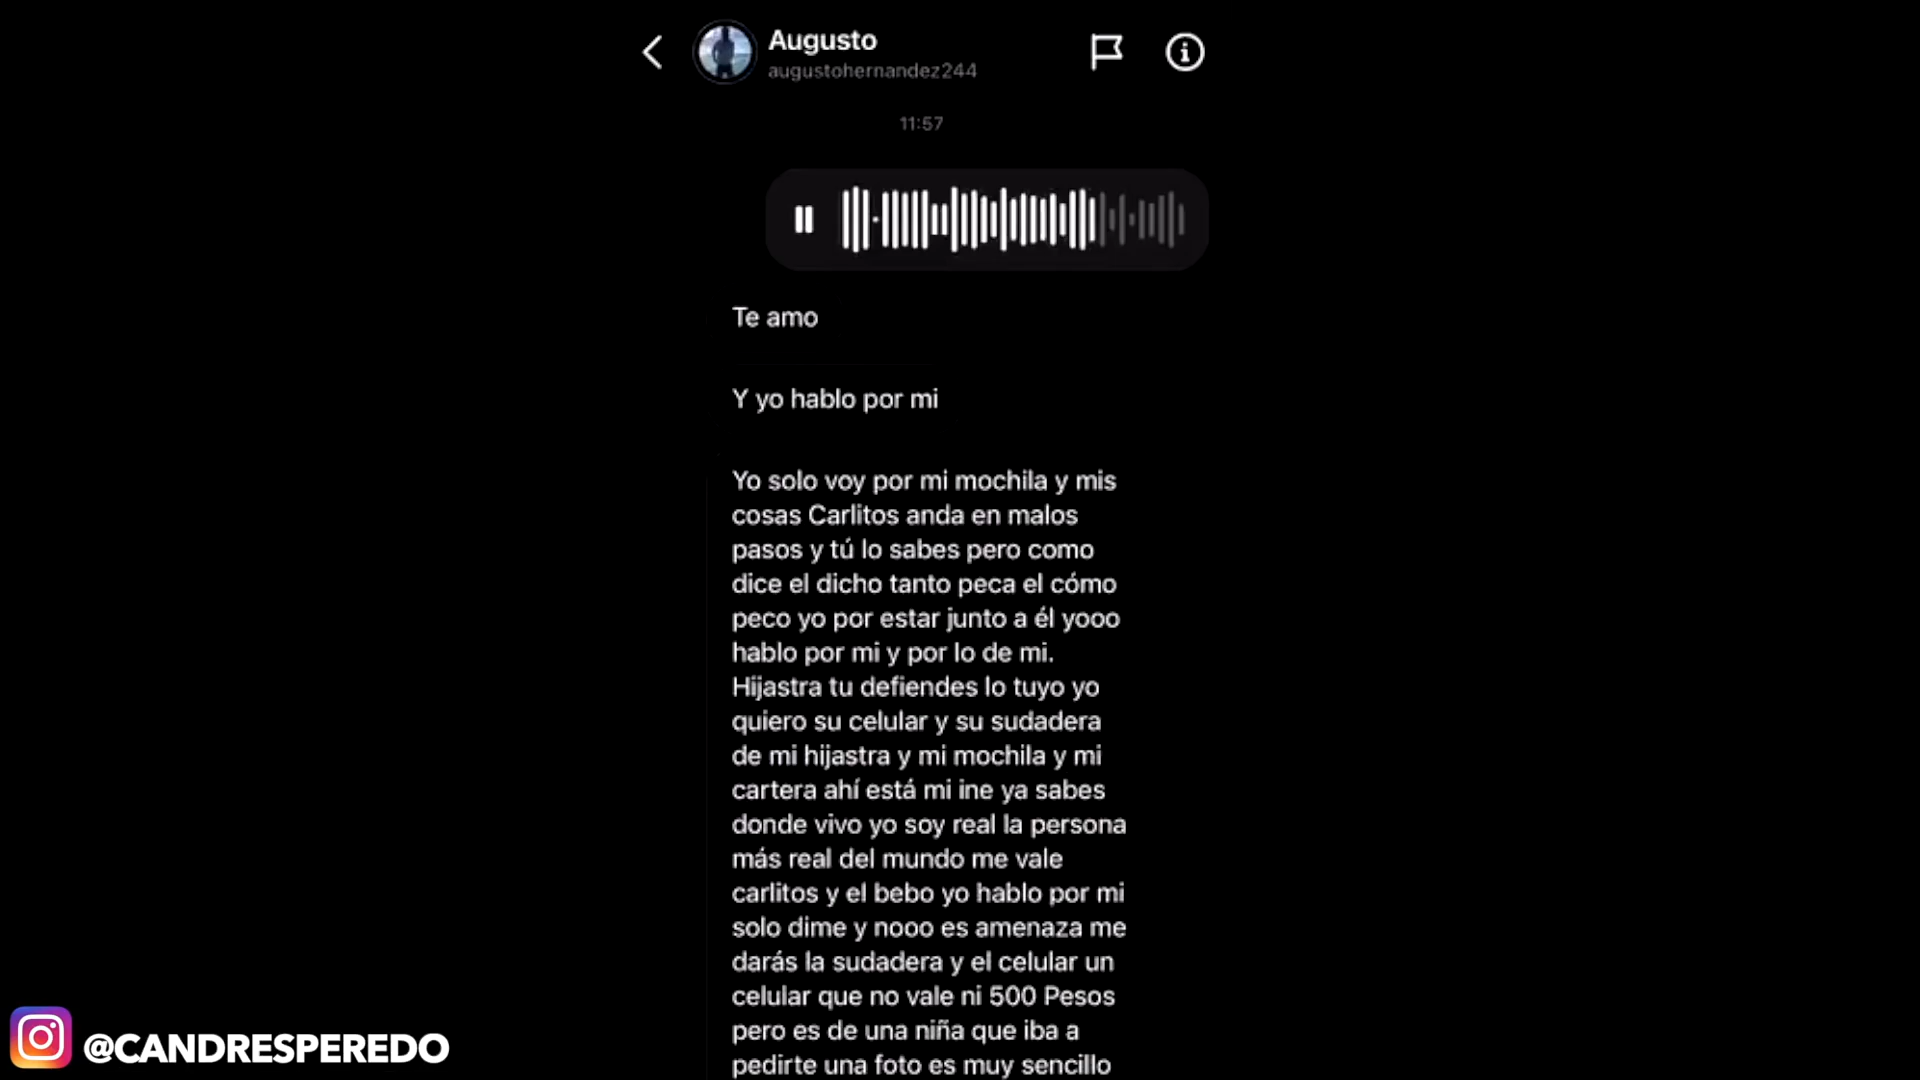 Augusto
augustohernandez244
11:57
Te amo
Y yo hablo por mi
Yo solo voy por mi mochila y mis
cosas Carlitos anda en malos
pasos y tú lo sabes pero como
dice el dicho tanto peca el cómo
peco yo por estar junto a él yooo
hablo por mi y por lo de mi.
Hijastra tu defiendes lo tuyo yo
quiero su celular y su sudadera
de mi hijastra y mi mochila y mi
cartera ahí está mi ine ya sabes
donde vivo yo soy real la persona
más real del mundo me vale
carlitos y el bebo yo hablo por mi
solo dime y nooo es amenaza me
darás la sudadera y el celular un
celular que no vale ni 500 Pesos
pero es de una niña que iba a
pedirte una foto es muy sencillo
@CANDRESPEREDO